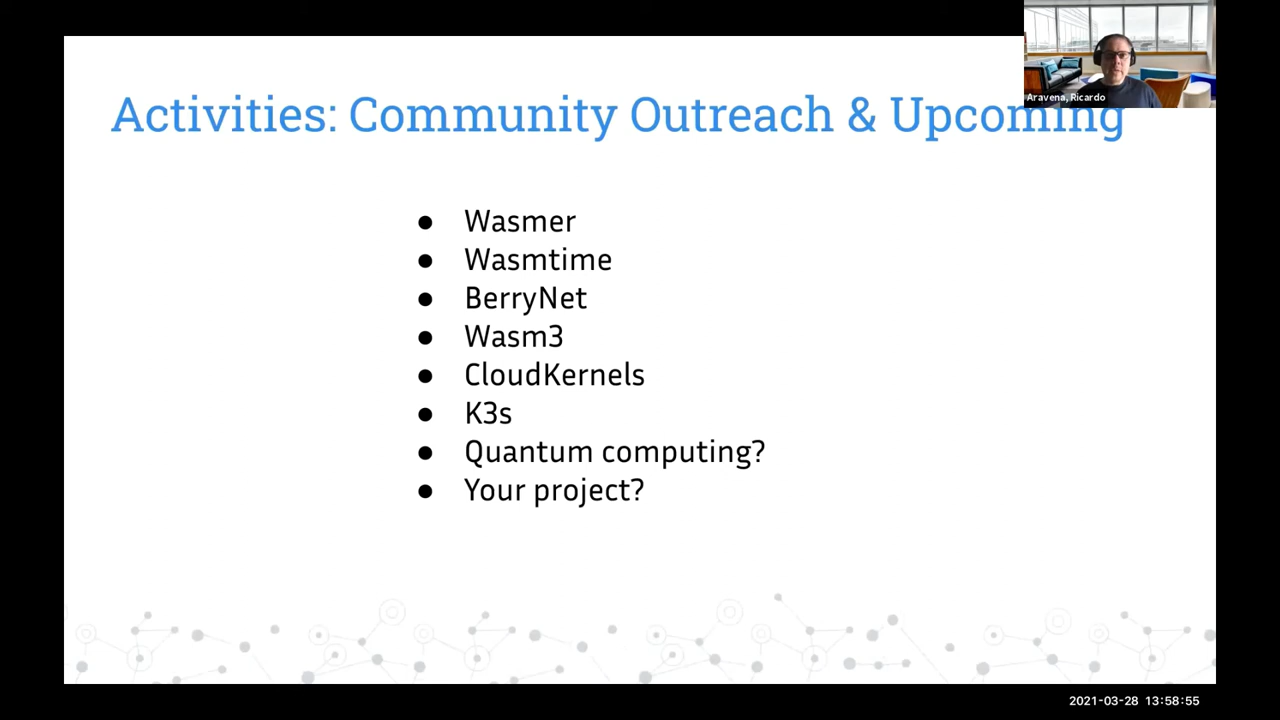 Aravena, Ricardo
Activities: Community Outreach & Upcoming
● Wasmer
● Wasmtime
● BerryNet
● Wasm3
● CloudKernels
● K3s
● Quantum computing?
● Your project?
2021-03-28 13:58:55